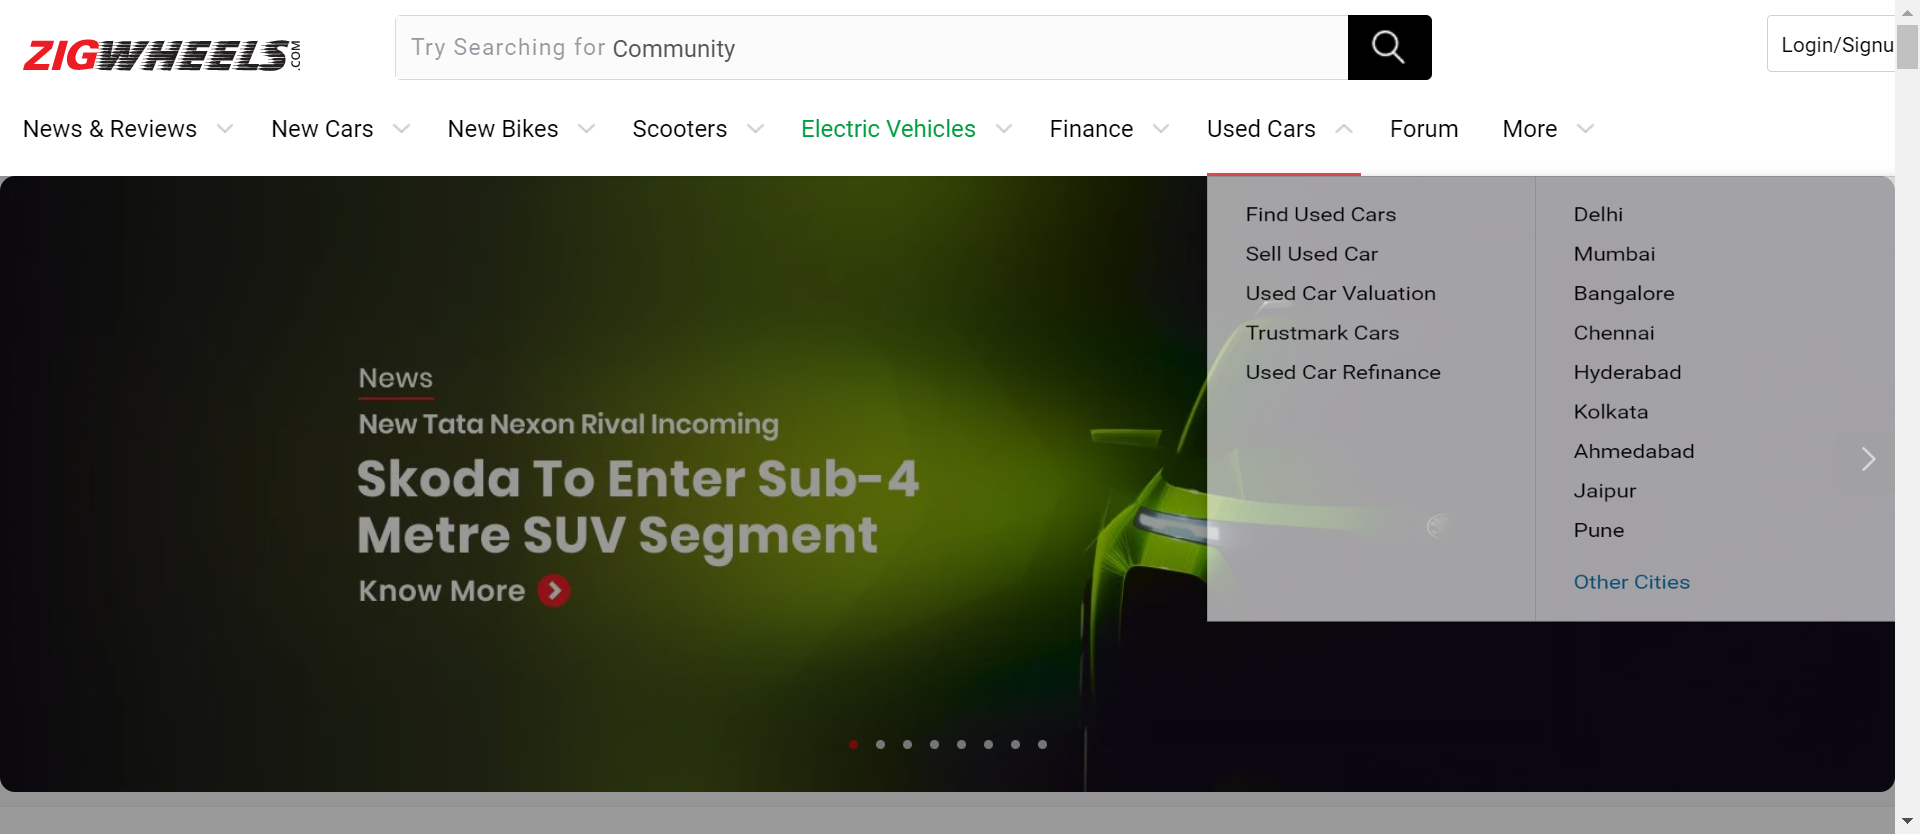 ZIGWHEELS.COM
Try Searching for Community
Login/Signu
News & Reviews
New Cars
New Bikes
Scooters
Electric Vehicles
Finance
Used Cars
Forum
More
Find Used Cars
Sell Used Car
Used Car Valuation
Trustmark Cars
Used Car Refinance
Delhi
Mumbai
Bangalore
Chennai
Hyderabad
Kolkata
Ahmedabad
Jaipur
Pune
Other Cities
News
New Tata Nexon Rival Incoming
Skoda To Enter Sub-4
Metre SUV Segment
Know More